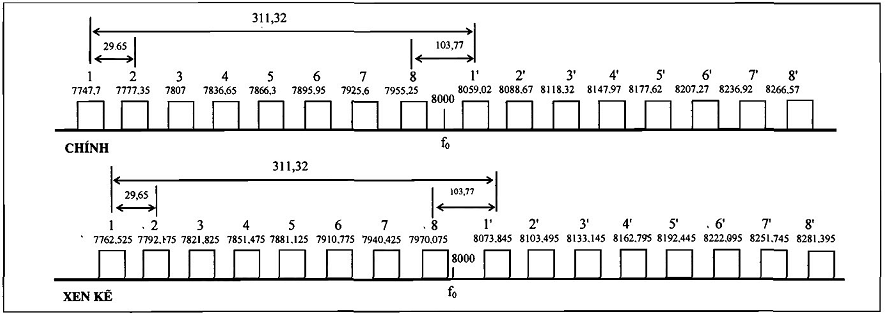 311,32
29.65 103,77
1 2 3 4 5 6 7 8 1' 2' 3' 4' 5' 6' 7' 8'
7747,7 7777,35 7807 7836,65 7866,3 7895,95 7925,6 7955,25 8059,02 8088,67 8118,32 8147,97 8177,62 8207,27 8236,92 8266,57
8000
f0
CHÍNH
311,32
29,65 103,77
1 2 3 4 5 6 7 8 1' 2' 3' 4' 5' 6' 7' 8'
7762,525 7792,175 7821,825 7851,475 7881,125 7910,775 7940,425 7970,075 8073,845 8103,495 8133,145 8162,795 8192,445 8222,095 8251,745 8281,395
8000
f0
XEN KẼ